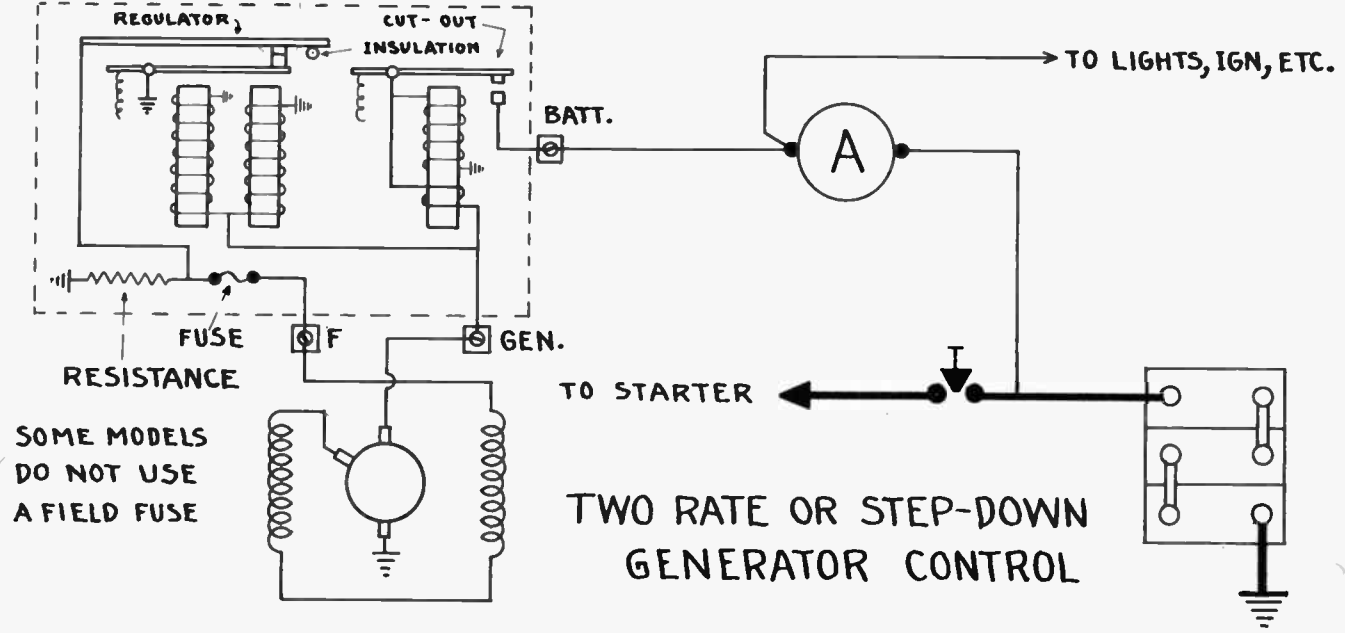 REGULATOR
CUT-OUT
INSULATION
TO LIGHTS, IGN, ETC.
BATT.
A
FUSE
F
GEN.
RESISTANCE
TO STARTER
SOME MODELS
DO NOT USE
A FIELD FUSE
TWO RATE OR STEP-DOWN
GENERATOR CONTROL